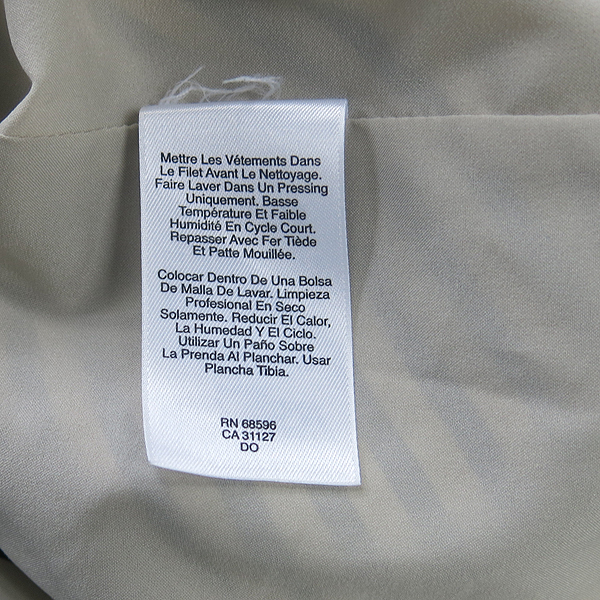 Mettre Les Vêtements Dans
Le Filet Avant Le Nettoyage.
Faire Laver Dans Un Pressing
Uniquement. Basse
Température Et Faible
Humidité En Cycle Court.
Repasser Avec Fer Tiède
Et Patte Mouillée.
Colocar Dentro De Una Bolsa
De Malla De Lavar. Limpieza
Profesional En Seco
Solamente. Reducir El Calor,
La Humedad Y El Ciclo.
Utilizar Un Paño Sobre
La Prenda Al Planchar. Usar
Plancha Tibia.
RN 68596
CA 31127
DO